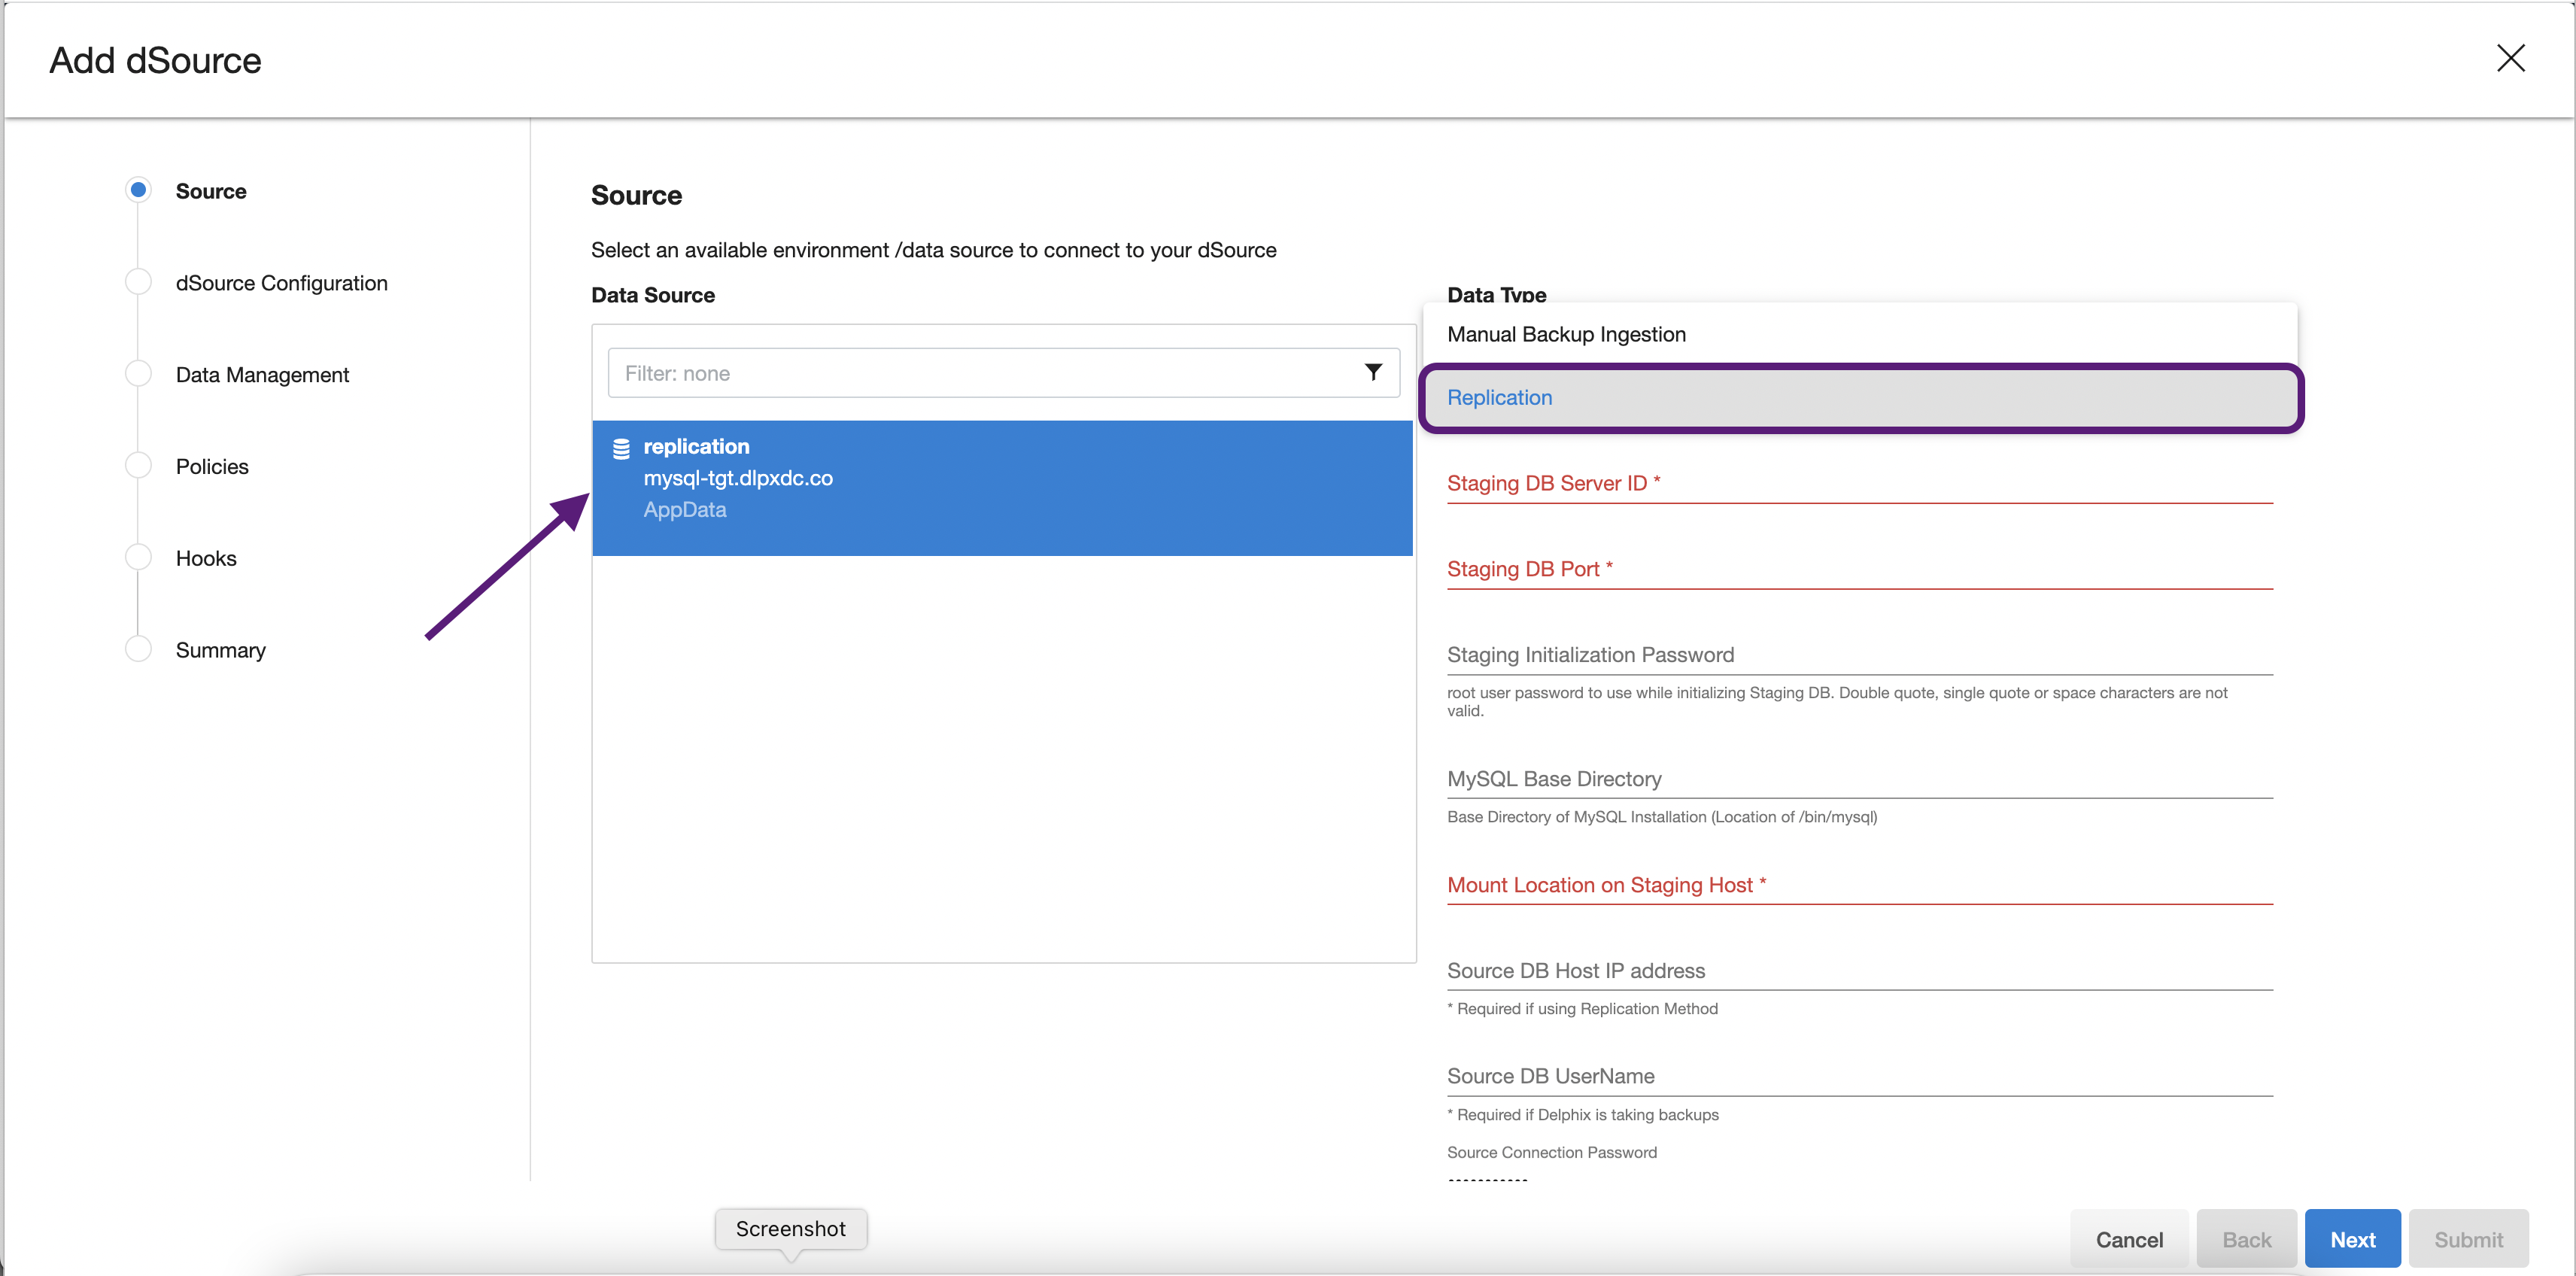 Add dSource
Source
dSource Configuration
Data Management
Policies
Hooks
Summary
Source
Select an available environment /data source to connect to your dSource
Data Source
Filter: none
replication
mysql-tgt.dlpxdc.co
AppData
Data Type
Manual Backup Ingestion
Replication
Staging DB Server ID *
Staging DB Port *
Staging Initialization Password
root user password to use while initializing Staging DB. Double quote, single quote or space characters are not
valid.
MySQL Base Directory
Base Directory of MySQL Installation (Location of /bin/mysql)
Mount Location on Staging Host *
Source DB Host IP address
* Required if using Replication Method
Source DB UserName
* Required if Delphix is taking backups
Source Connection Password
Screenshot
Cancel
Back
Next
Submit